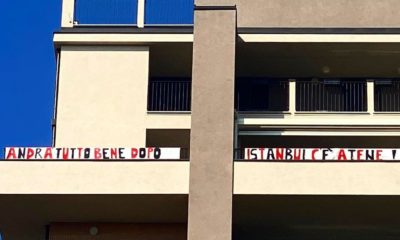 ANDRA TUTTO BENE DOPO ISTANBUL C'È ATENE !